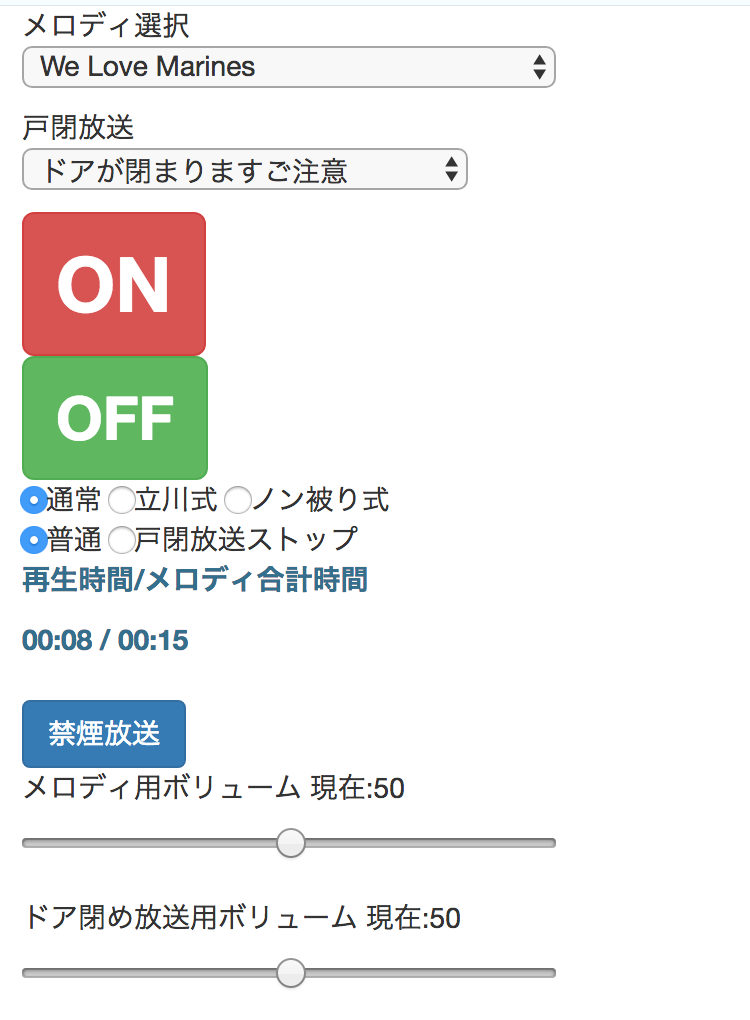 メロディ選択
We Love Marines
戸閉放送
ドアが閉まりますご注意
ON
OFF
通常 立川式 ノン被り式
普通 戸閉放送ストップ
再生時間/メロディ合計時間
00:08 / 00:15
禁煙放送
メロディ用ボリューム 現在:50
ドア閉め放送用ボリューム 現在:50